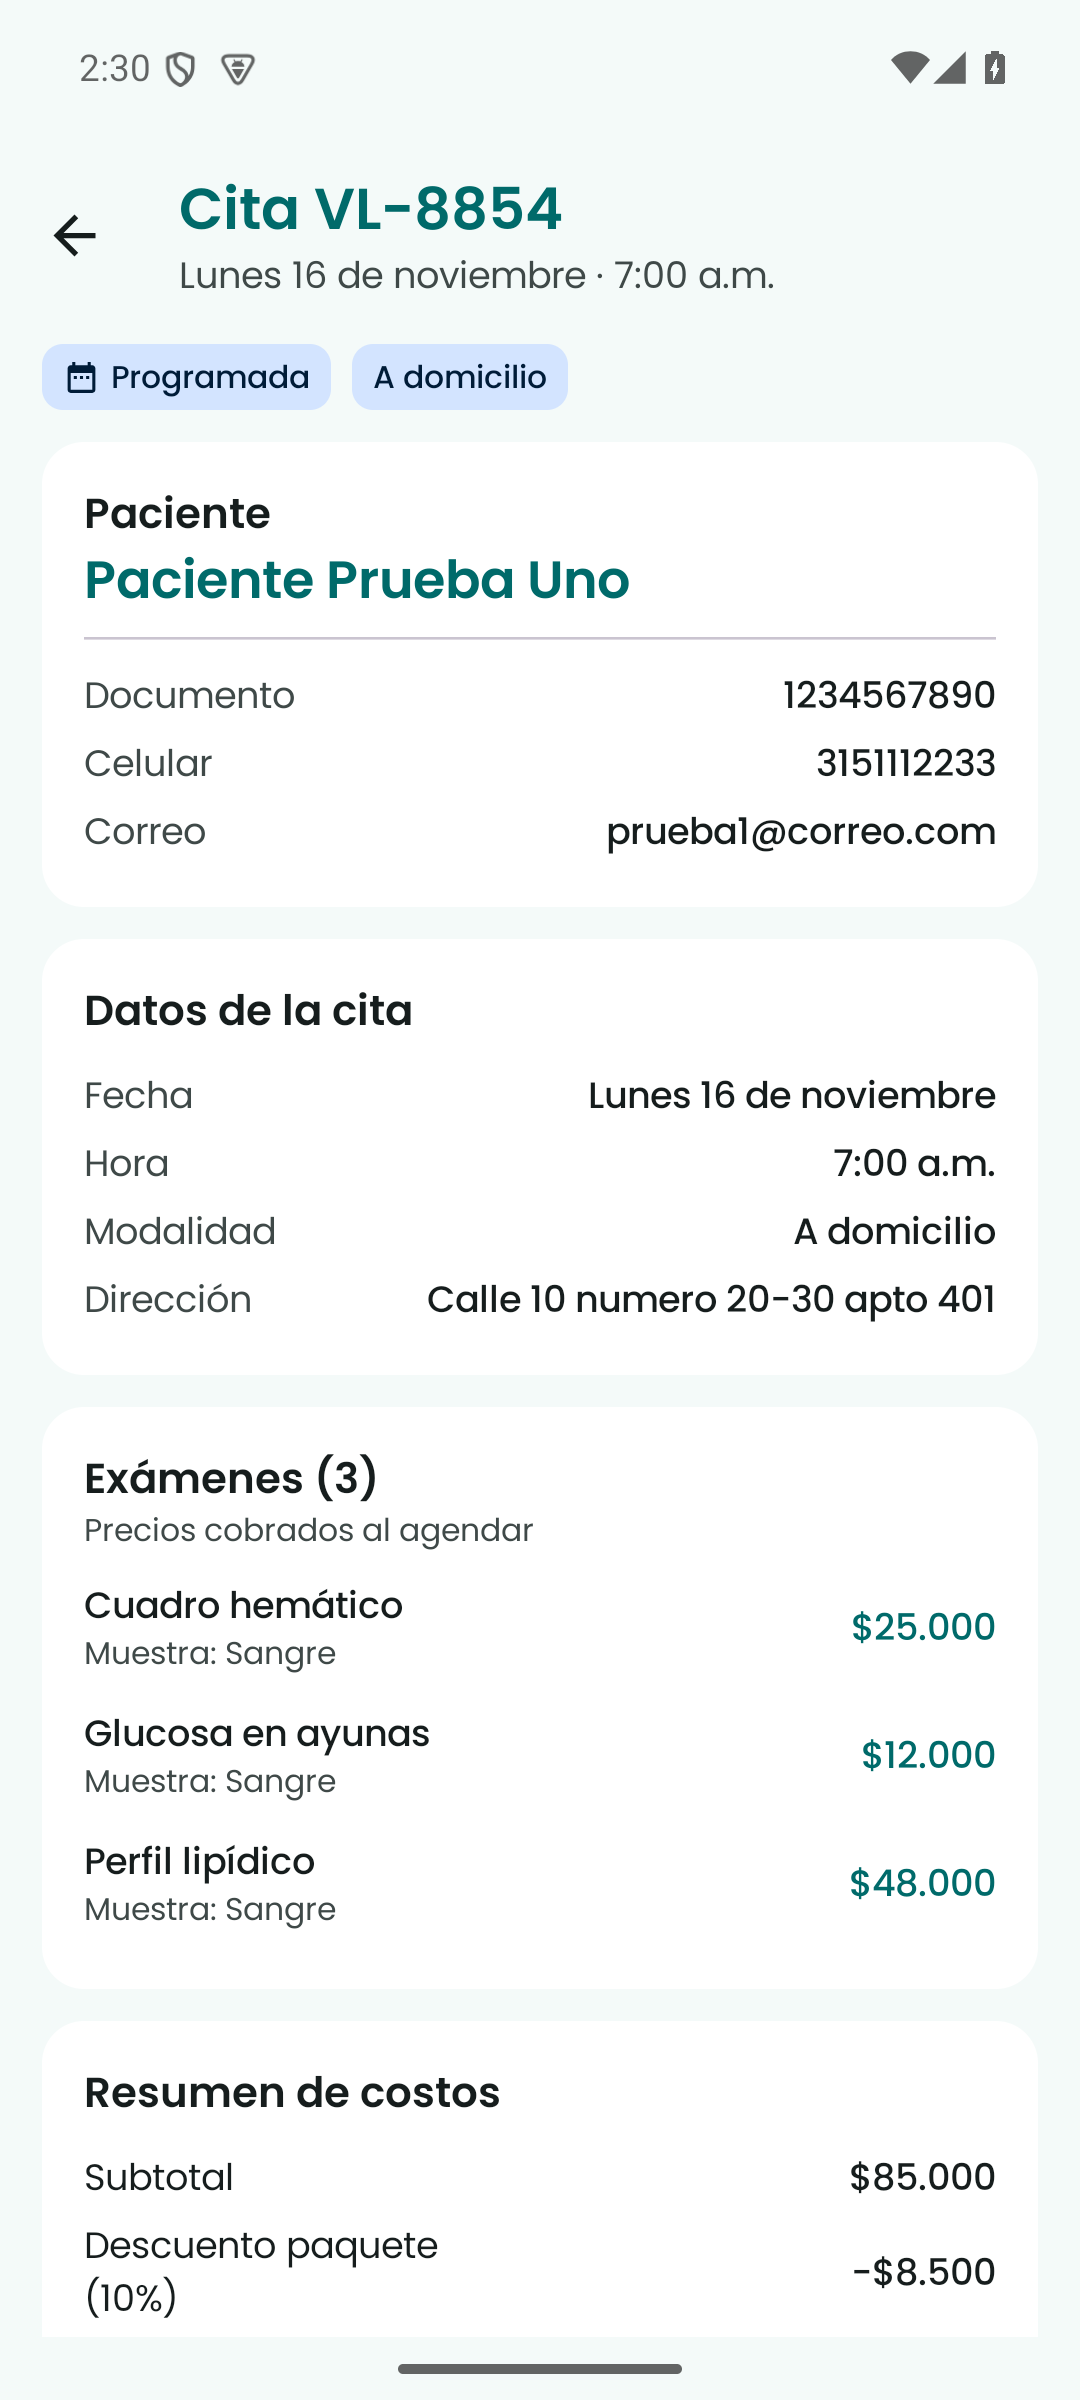 2:30
Cita VL-8854
Lunes 16 de noviembre · 7:00 a.m.
Programada
A domicilio
Paciente
Paciente Prueba Uno
Documento 1234567890
Celular 3151112233
Correo prueba1@correo.com
Datos de la cita
Fecha Lunes 16 de noviembre
Hora 7:00 a.m.
Modalidad A domicilio
Dirección Calle 10 numero 20-30 apto 401
Exámenes (3)
Precios cobrados al agendar
Cuadro hemático $25.000
Muestra: Sangre
Glucosa en ayunas $12.000
Muestra: Sangre
Perfil lipídico $48.000
Muestra: Sangre
Resumen de costos
Subtotal $85.000
Descuento paquete
(10%) -$8.500